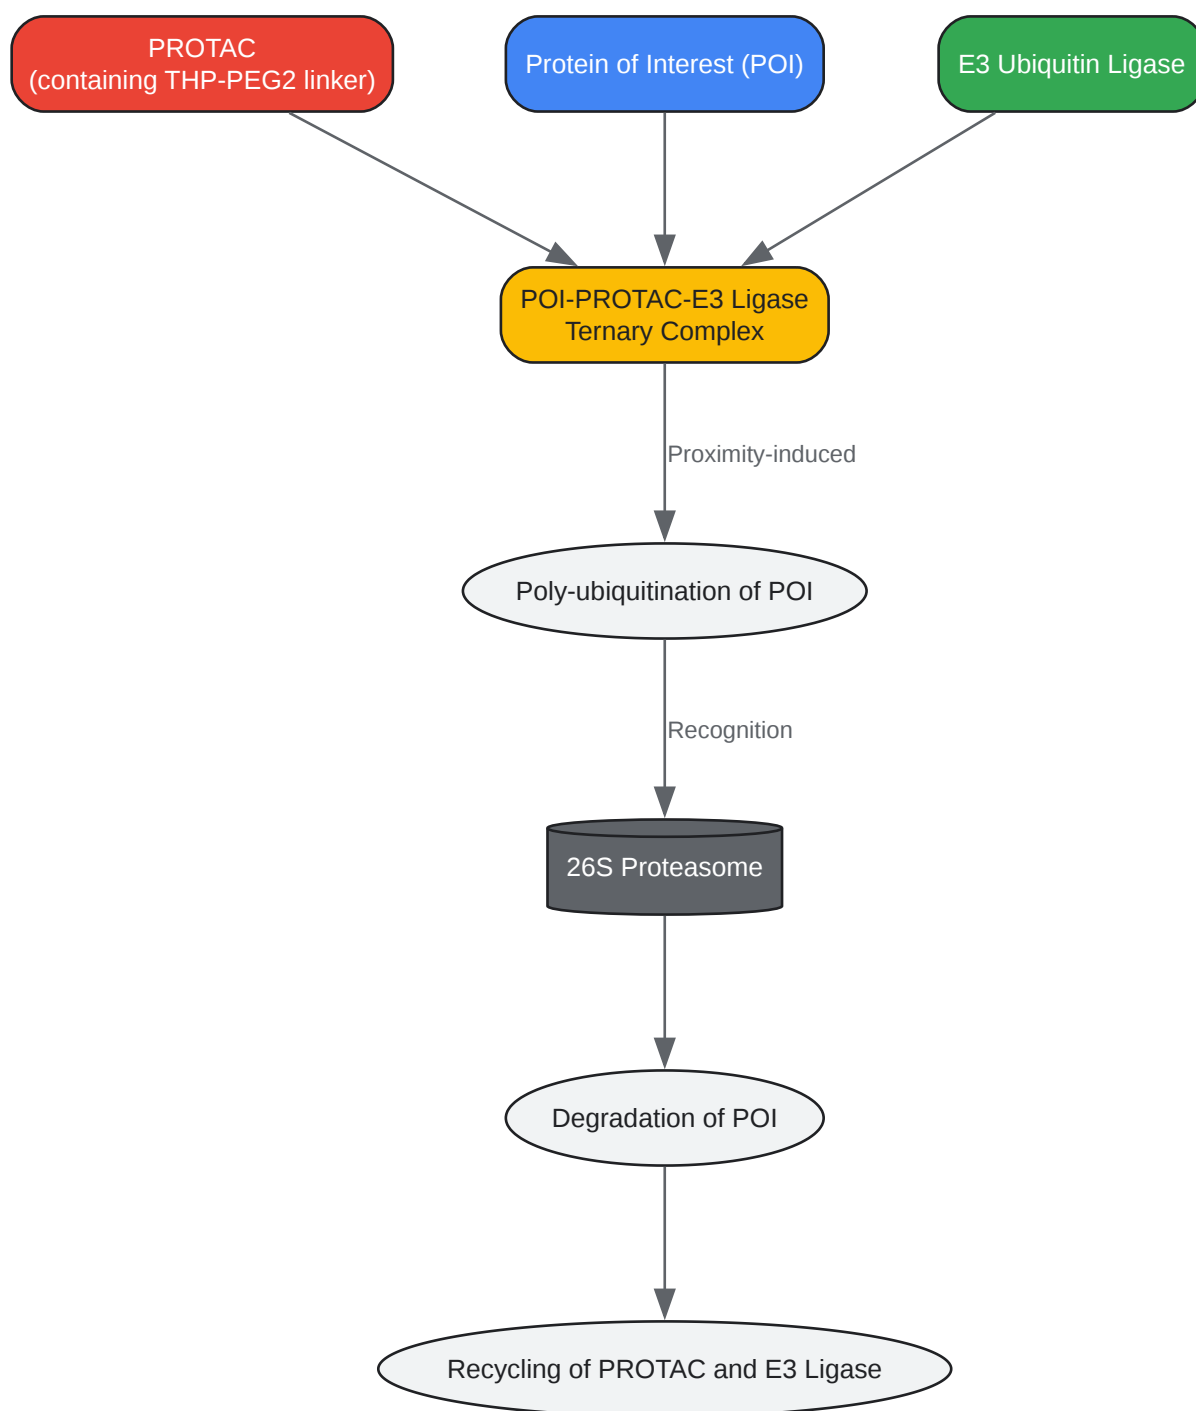 PROTAC
(containing THP-PEG2 linker)
Protein of Interest (POI)
E3 Ubiquitin Ligase
POI-PROTAC-E3 Ligase
Ternary Complex
Proximity-induced
Poly-ubiquitination of POI
Recognition
26S Proteasome
Degradation of POI
Recycling of PROTAC and E3 Ligase